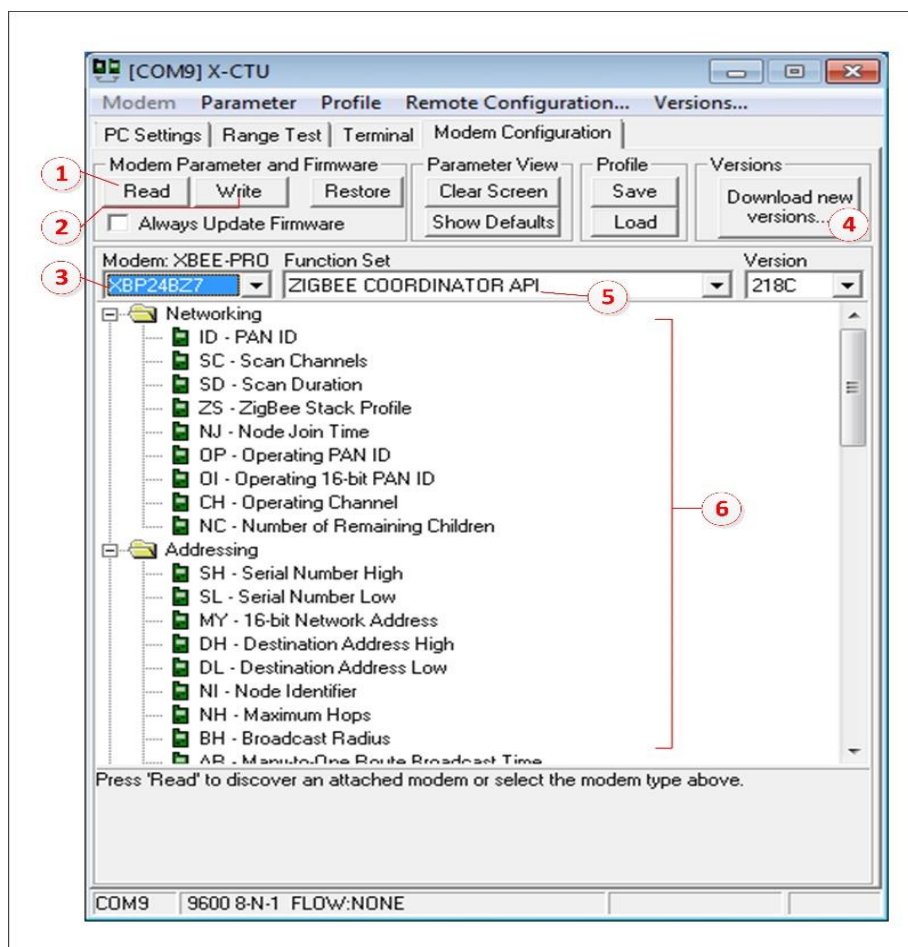 [COM9] X-CTU
Modem Parameter Profile Remote Configuration... Versions...
PC Settings Range Test Terminal Modem Configuration
Modem Parameter and Firmware Parameter View Profile Versions
1 Read Write Restore Clear Screen Save Download new versions... 4
2 Always Update Firmware Show Defaults Load
Modem: XBEE-PRO Function Set Version
3 XBP24BZ7 ZIGBEE COORDINATOR API 5 218C
Networking
ID - PAN ID
SC - Scan Channels
SD - Scan Duration
ZS - ZigBee Stack Profile
NJ - Node Join Time
OP - Operating PAN ID
OI - Operating 16-bit PAN ID
CH - Operating Channel
6
NC - Number of Remaining Children
Addressing
SH - Serial Number High
SL - Serial Number Low
MY - 16-bit Network Address
DH - Destination Address High
DL - Destination Address Low
NI - Node Identifier
NH - Maximum Hops
BH - Broadcast Radius
AR - Many-to-One Route Broadcast Time
Press 'Read' to discover an attached modem or select the modem type above.
COM9 9600 8-N-1 FLOW:NONE